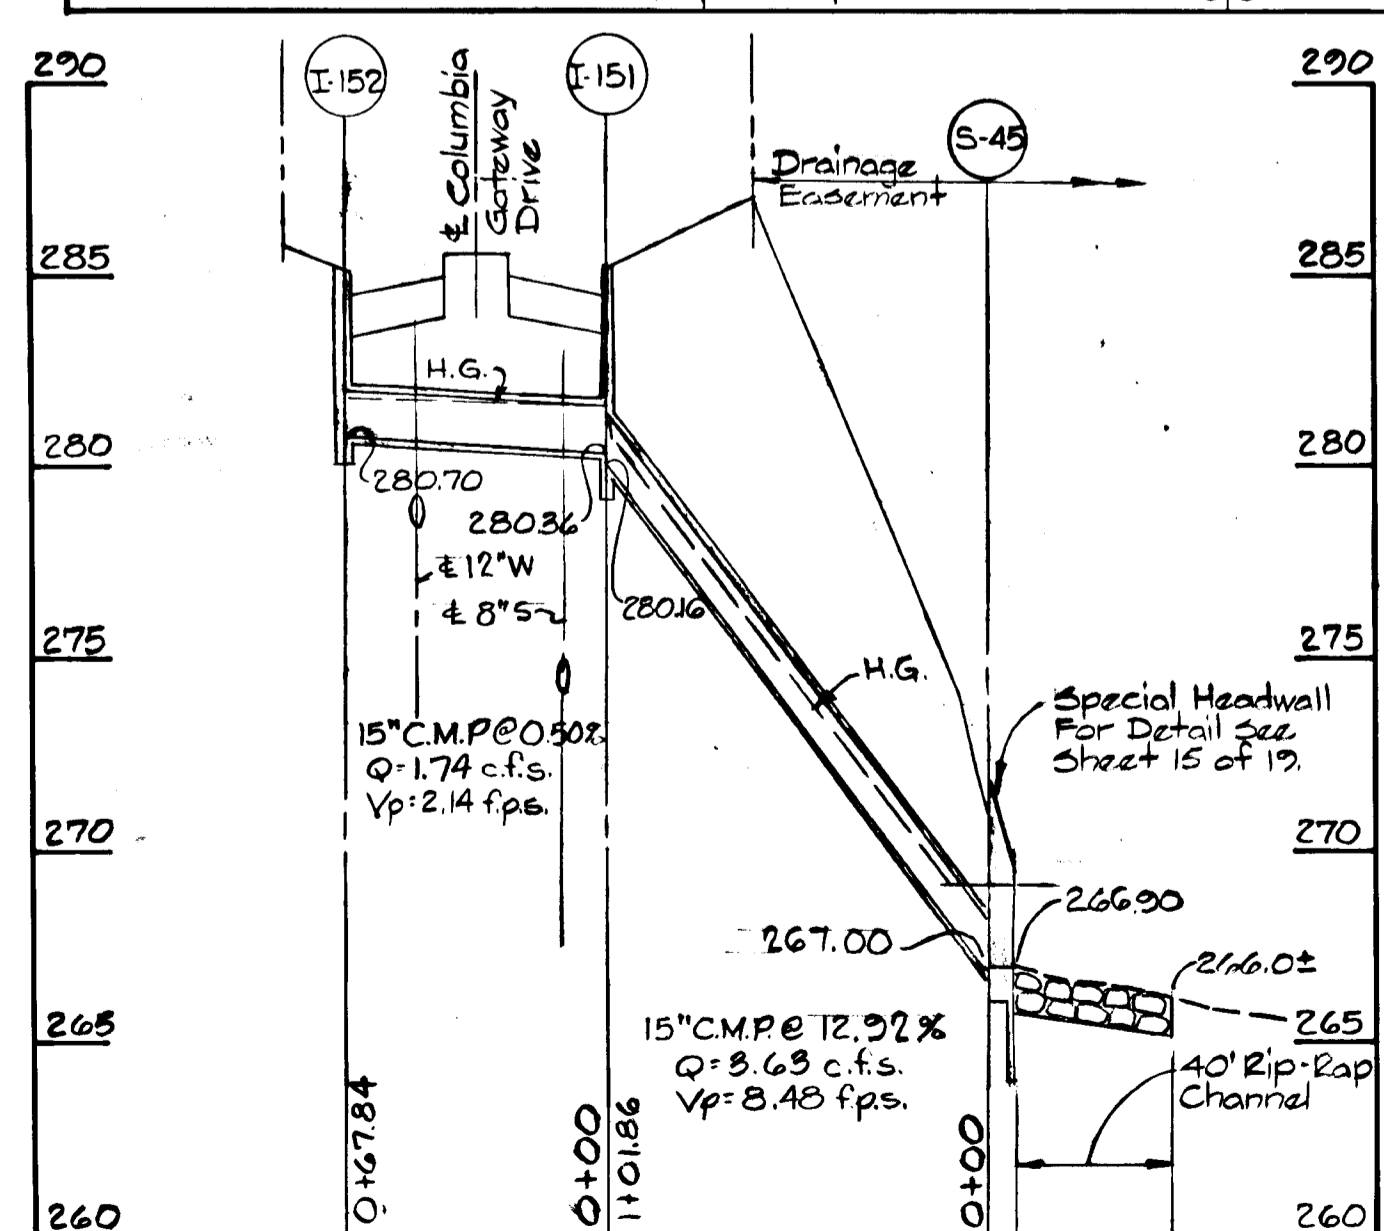 290
I-152
℄ Columbia
Gateway
Drive
I-151
S-45
290
Drainage
Easement
285
285
H.G.
280
280.70
280.36
280
℄ 12"W
℄ 8"S
280.16
275
275
H.G.
Special Headwall
For Detail See
Sheet 15 of 19.
15" C.M.P @ 0.50%
Q=1.74 c.f.s.
Vp=2.14 f.p.s.
270
270
266.90
267.00
266.0±
265
15" C.M.P. @ 12.92%
Q=3.63 c.f.s.
Vp=8.48 f.p.s.
265
40' Rip-Rap
Channel
0+67.84
0+00
1+01.86
0+00
260
260